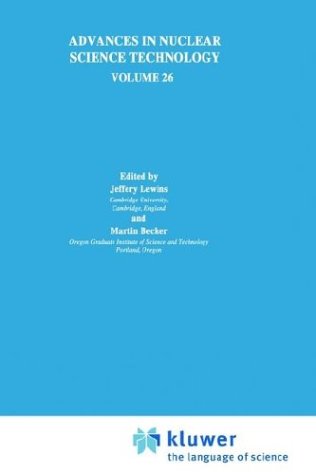 ADVANCES IN NUCLEAR
SCIENCE TECHNOLOGY
VOLUME 26
Edited by
Jeffery Lewins
Cambridge University,
Cambridge, England
and
Martin Becker
Oregon Graduate Institute of Science and Technology
Portland, Oregon
kluwer
the language of science